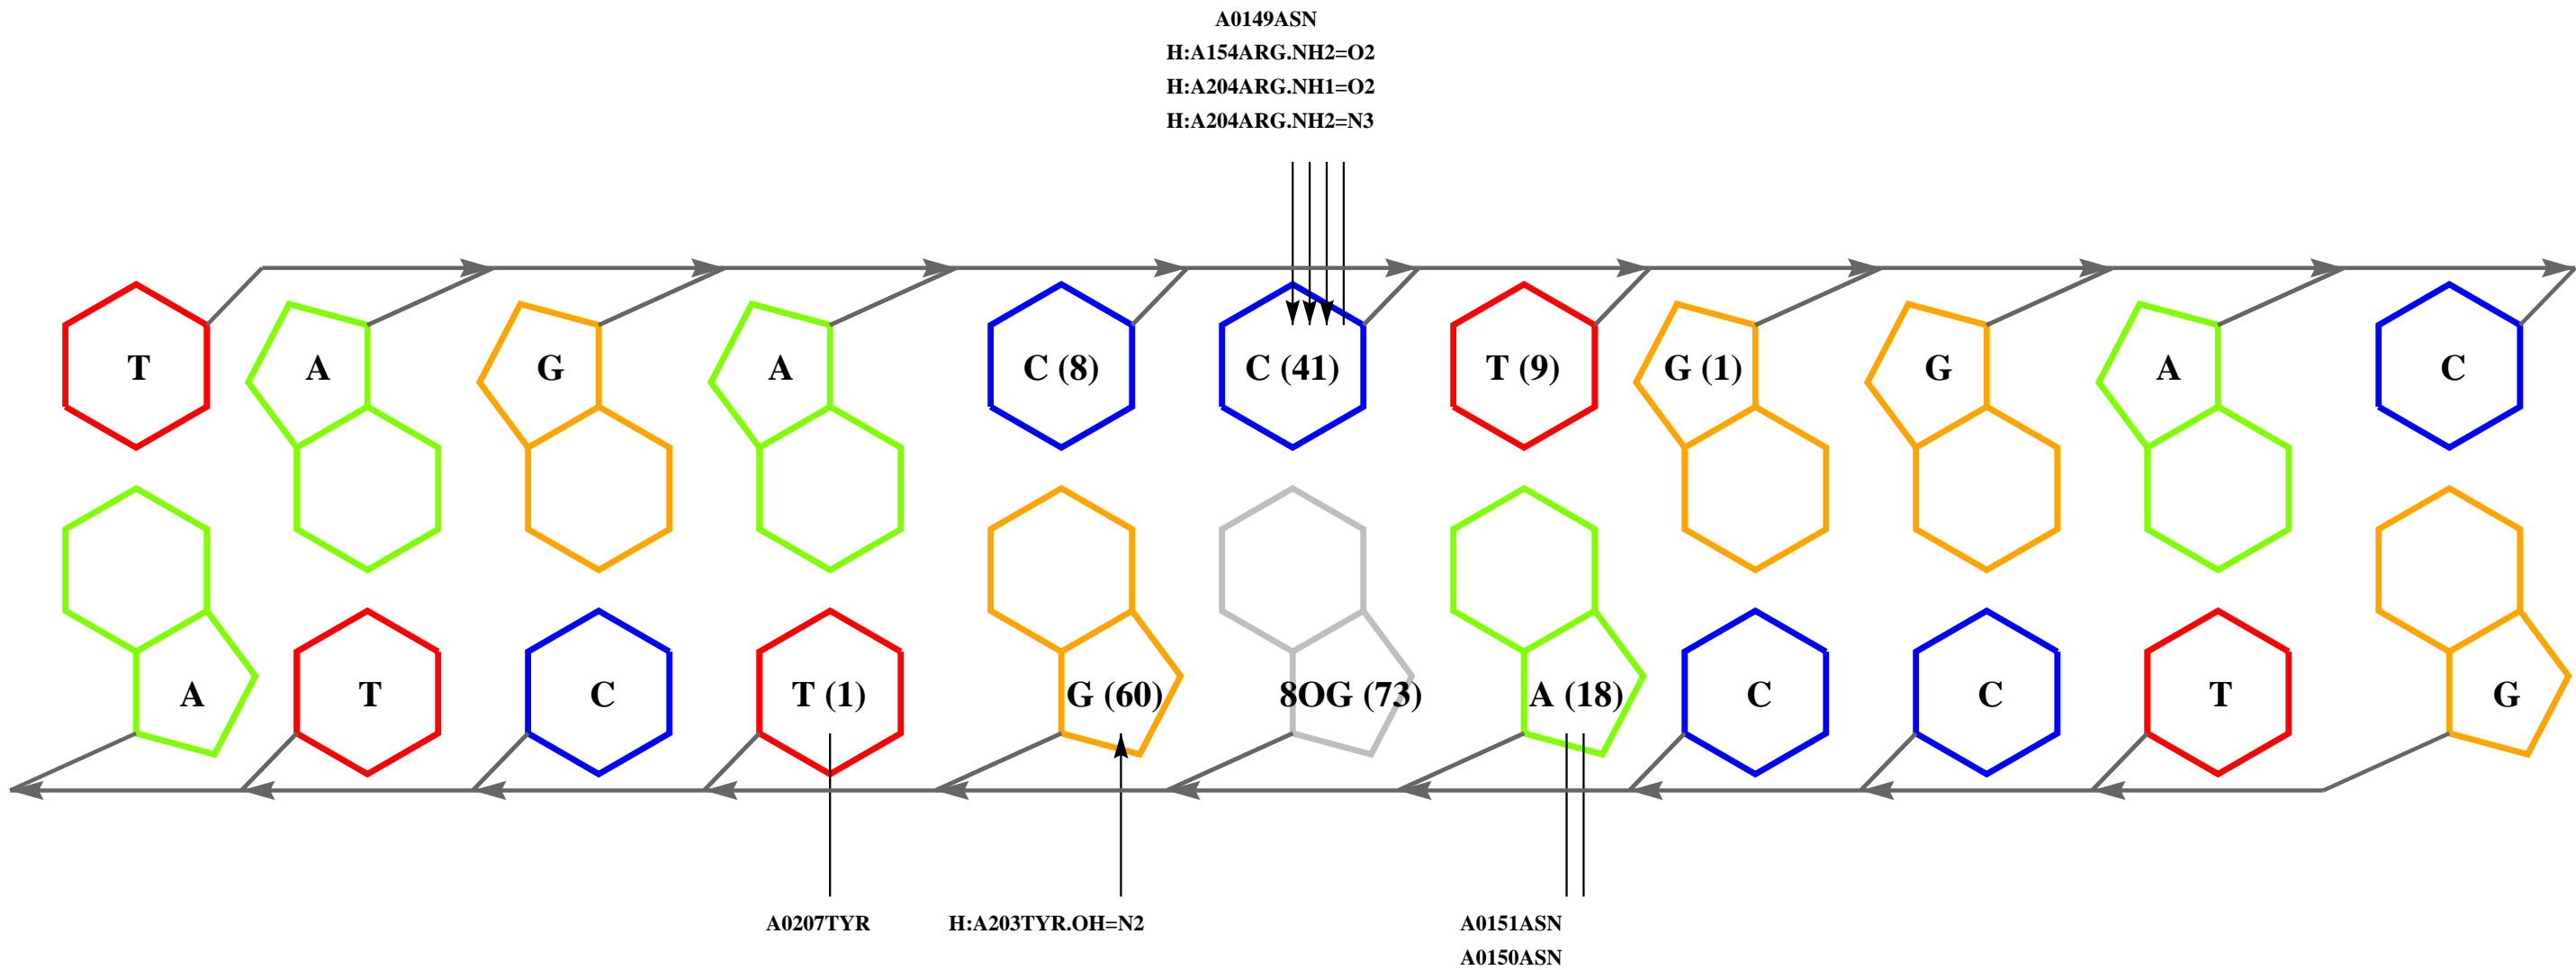 A0149ASN
H:A154ARG.NH2=O2
H:A204ARG.NH1=O2
H:A204ARG.NH2=N3
T A G A C (8) C (41) T (9) G (1) G A C
A T C T (1) G (60) 8OG (73) A (18) C C T G
A0207TYR H:A203TYR.OH=N2 A0151ASN
A0150ASN